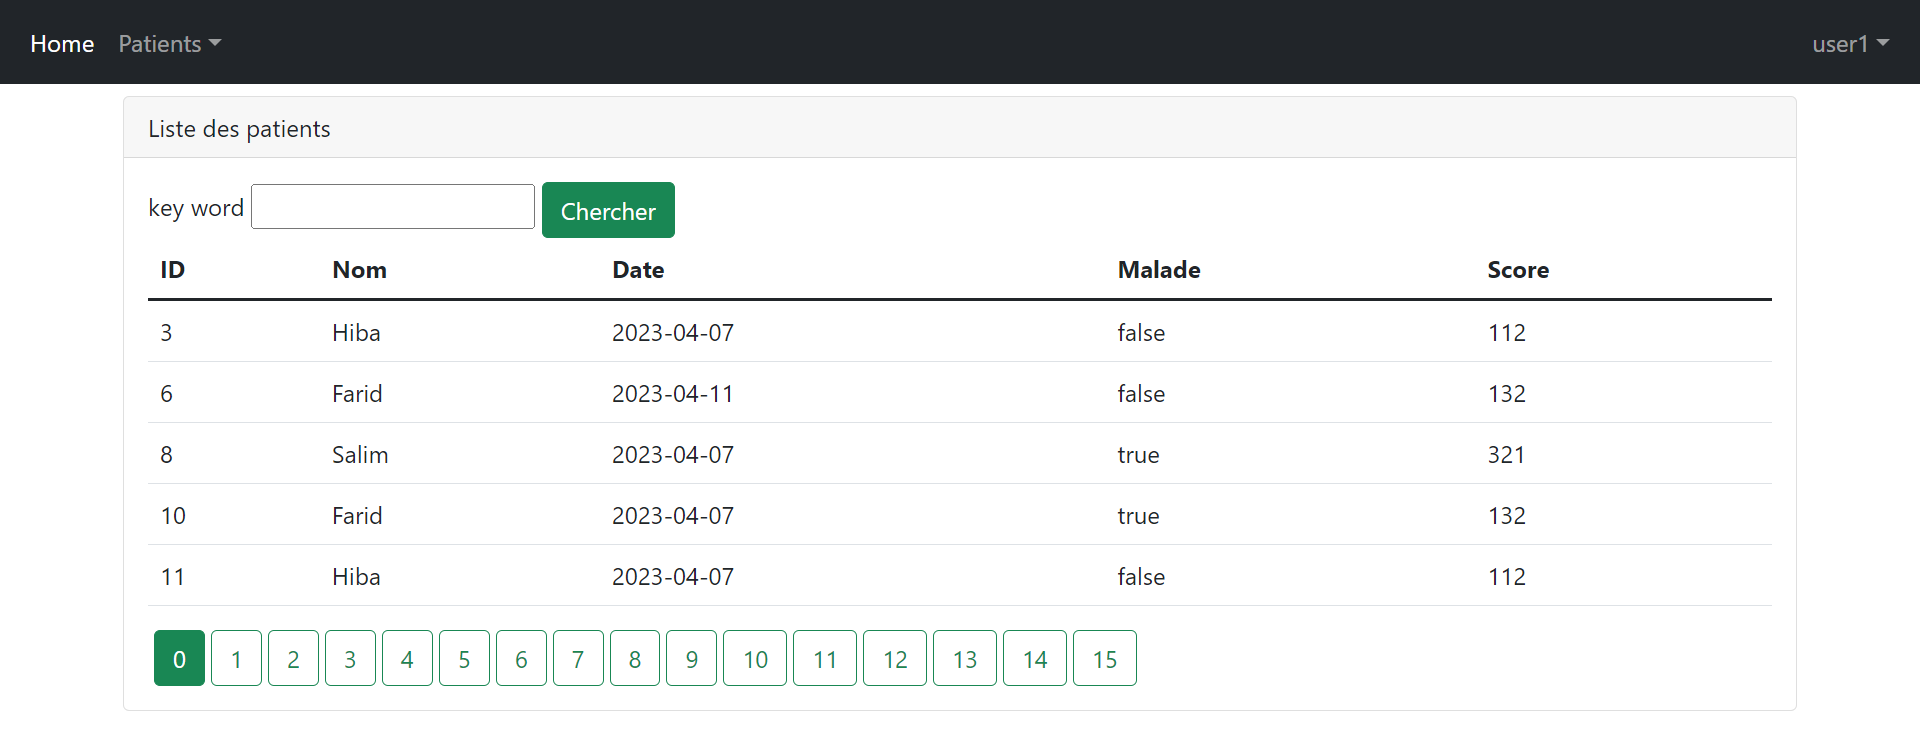 Home Patients user1
Liste des patients
key word Chercher
ID Nom Date Malade Score
3 Hiba 2023-04-07 false 112
6 Farid 2023-04-11 false 132
8 Salim 2023-04-07 true 321
10 Farid 2023-04-07 true 132
11 Hiba 2023-04-07 false 112
0 1 2 3 4 5 6 7 8 9 10 11 12 13 14 15